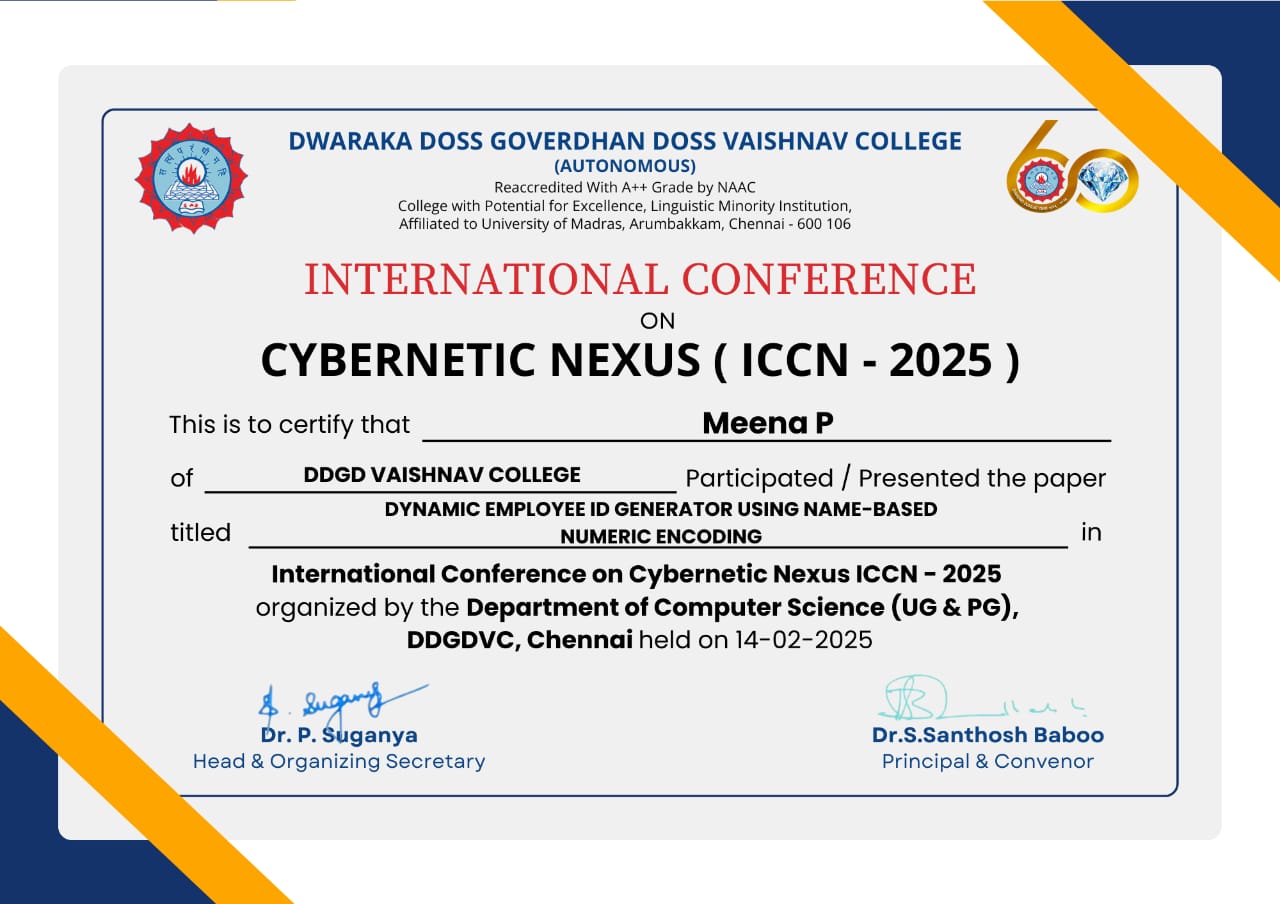 DWARAKA DOSS GOVERDHAN DOSS VAISHNAV COLLEGE
(AUTONOMOUS)
Reaccredited With A++ Grade by NAAC
College with Potential for Excellence, Linguistic Minority Institution,
Affiliated to University of Madras, Arumbakkam, Chennai - 600 106
60
INTERNATIONAL CONFERENCE
ON
CYBERNETIC NEXUS ( ICCN - 2025 )
This is to certify that Meena P
of DDGD VAISHNAV COLLEGE Participated / Presented the paper
DYNAMIC EMPLOYEE ID GENERATOR USING NAME-BASED
titled NUMERIC ENCODING in
International Conference on Cybernetic Nexus ICCN - 2025
organized by the Department of Computer Science (UG & PG),
DDGDVC, Chennai held on 14-02-2025
Suganya
Dr. P. Suganya
Head & Organizing Secretary
Dr.S.Santhosh Baboo
Principal & Convenor